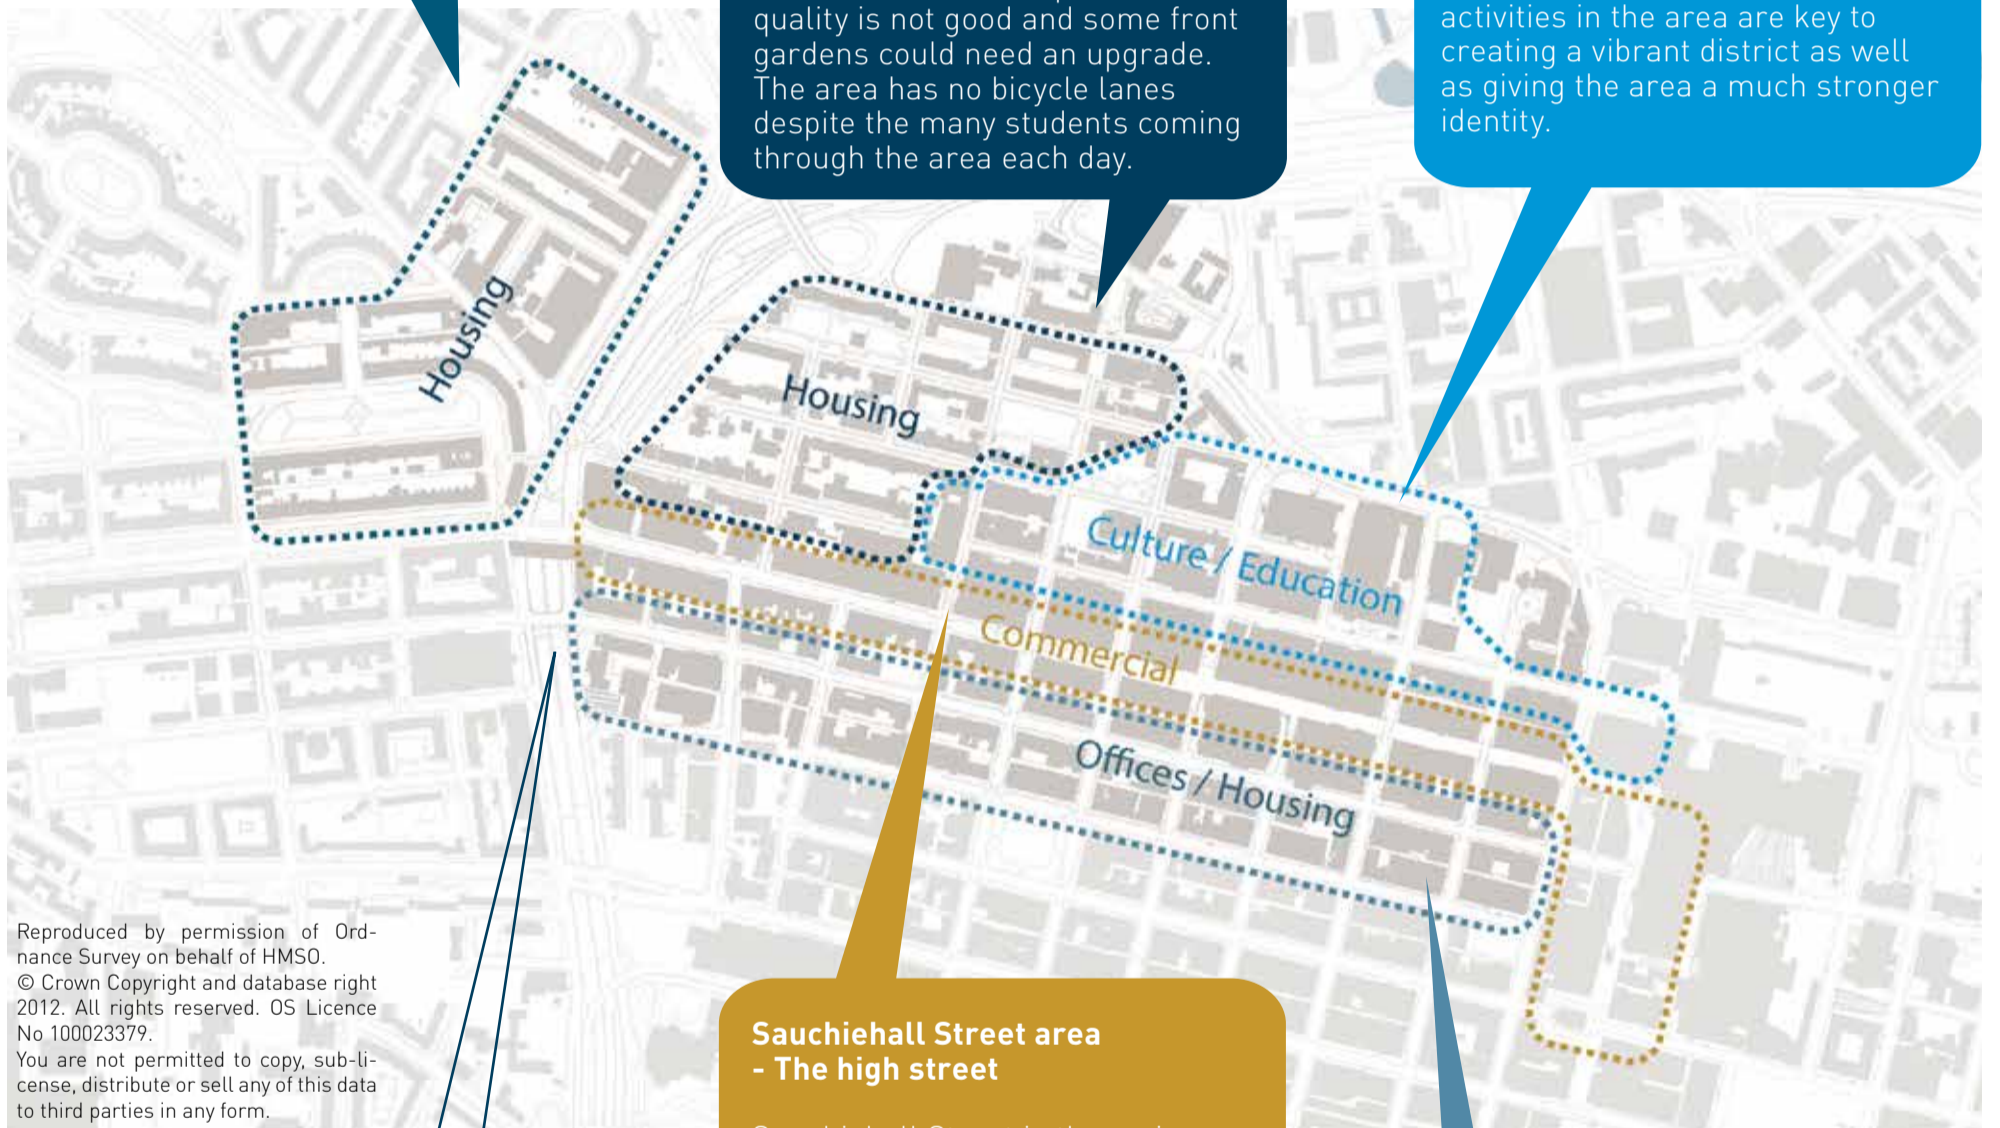 quality is not good and some front
gardens could need an upgrade.
The area has no bicycle lanes
despite the many students coming
through the area each day.
activities in the area are key to
creating a vibrant district as well
as giving the area a much stronger
identity.
Housing
Housing
Culture / Education
Commercial
Offices / Housing
Reproduced by permission of Ord-
nance Survey on behalf of HMSO.
© Crown Copyright and database right
2012. All rights reserved. OS Licence
No 100023379.
You are not permitted to copy, sub-li-
cense, distribute or sell any of this data
to third parties in any form.
Sauchiehall Street area
- The high street